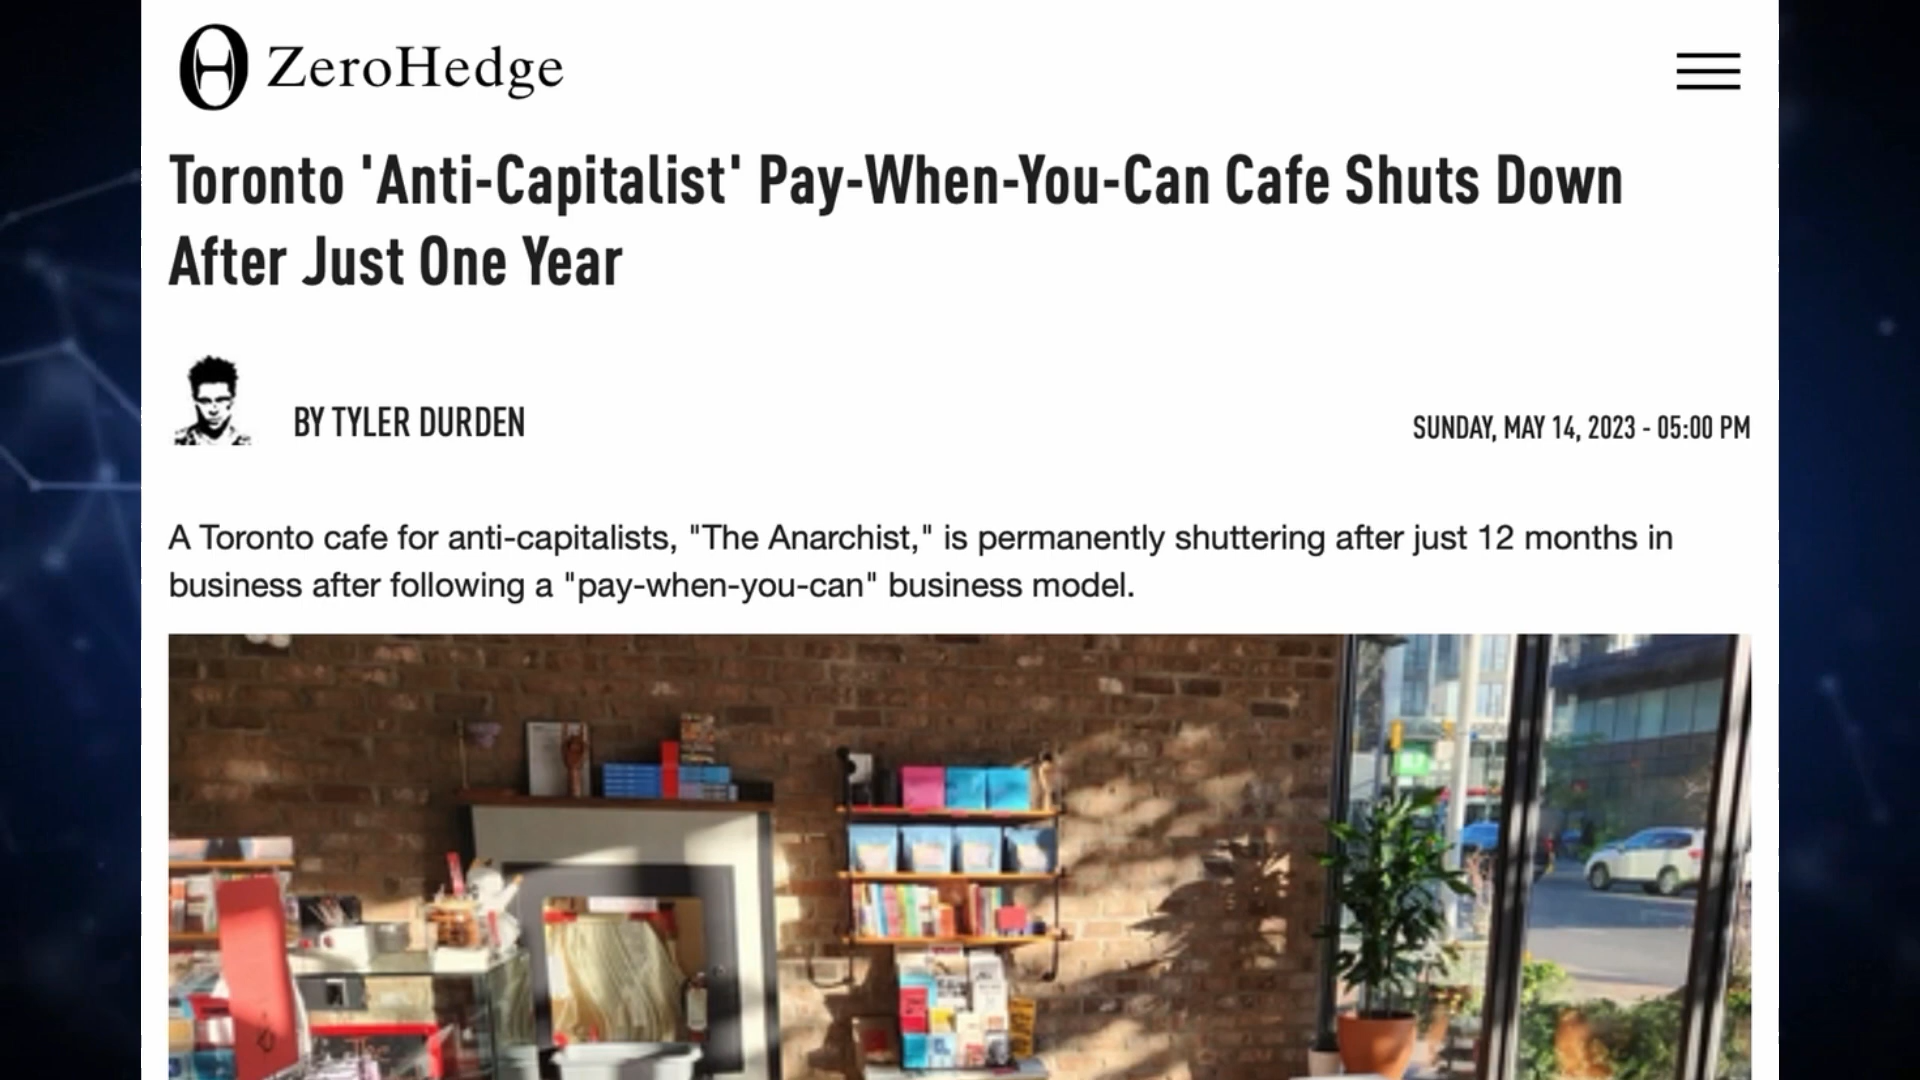 ZeroHedge
Toronto 'Anti-Capitalist' Pay-When-You-Can Cafe Shuts Down
After Just One Year
BY TYLER DURDEN
SUNDAY, MAY 14, 2023 - 05:00 PM
A Toronto cafe for anti-capitalists, "The Anarchist," is permanently shuttering after just 12 months in
business after following a "pay-when-you-can" business model.